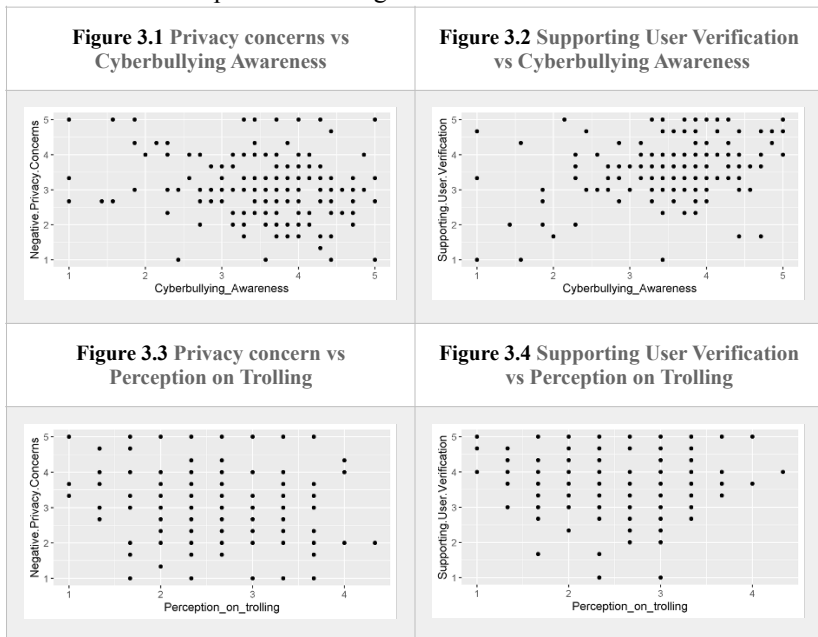 Figure 3.1 Privacy concerns vs
Cyberbullying Awareness
Figure 3.2 Supporting User Verification
vs Cyberbullying Awareness
5
4
3
2
1
Negative.Privacy.Concerns
1 2 3 4 5
Cyberbullying_Awareness
5
4
3
2
1
Supporting.User.Verification
1 2 3 4 5
Cyberbullying_Awareness
Figure 3.3 Privacy concern vs
Perception on Trolling
Figure 3.4 Supporting User Verification
vs Perception on Trolling
5
4
3
2
1
Negative.Privacy.Concerns
1 2 3 4
Perception_on_trolling
5
4
3
2
1
Supporting.User.Verification
1 2 3 4
Perception_on_trolling